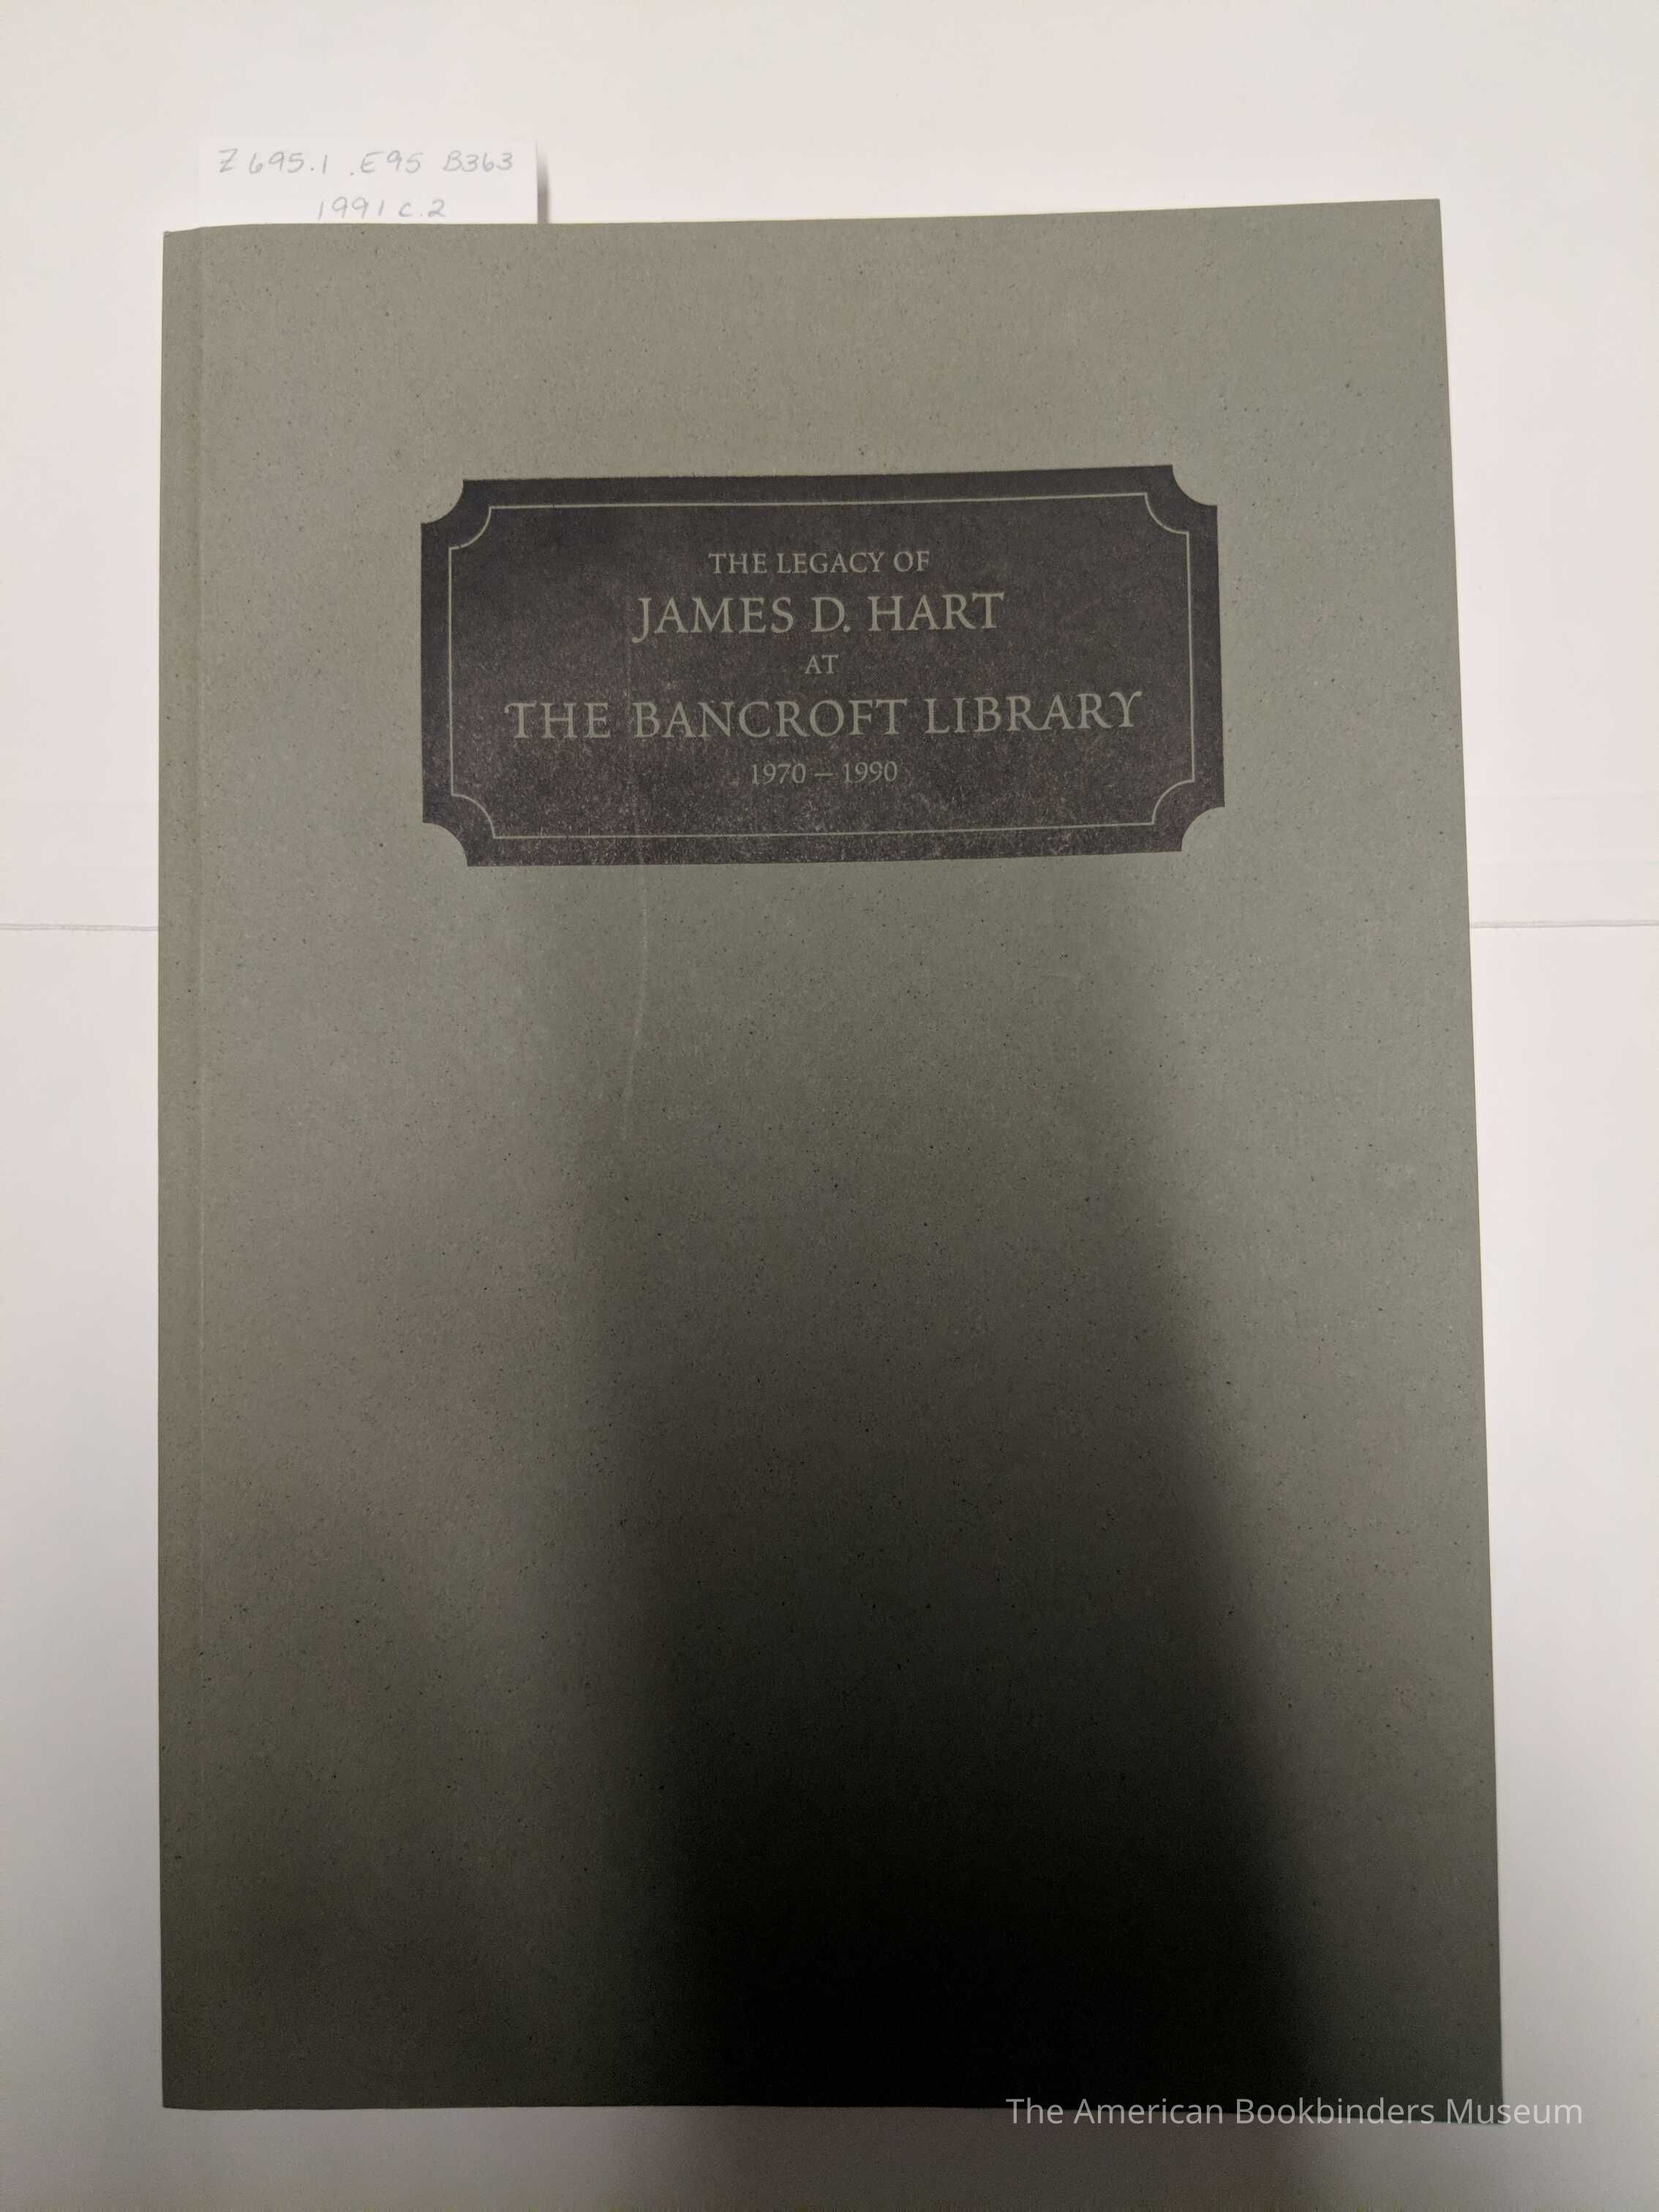 Z 695.1 .E95 B363
1991 c.2
THE LEGACY OF
JAMES D. HART
AT
THE BANCROFT LIBRARY
1970 – 1990
The American Bookbinders Museum